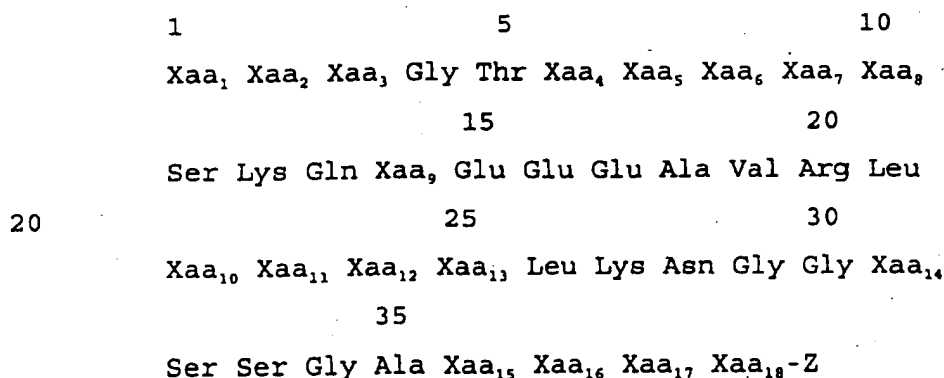 1 5 10
Xaa₁ Xaa₂ Xaa₃ Gly Thr Xaa₄ Xaa₅ Xaa₆ Xaa₇ Xaa₈
15 20
Ser Lys Gln Xaa₉ Glu Glu Glu Ala Val Arg Leu
20 25 30
Xaa₁₀ Xaa₁₁ Xaa₁₂ Xaa₁₃ Leu Lys Asn Gly Gly Xaa₁₄
35
Ser Ser Gly Ala Xaa₁₅ Xaa₁₆ Xaa₁₇ Xaa₁₈-Z